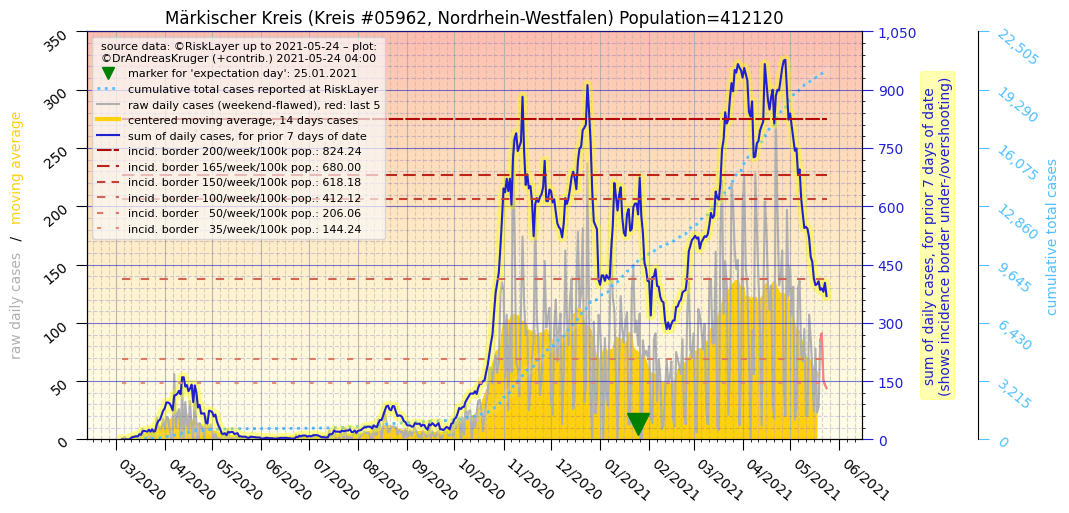 Märkischer Kreis (Kreis #05962, Nordrhein-Westfalen) Population=412120
source data: ©RiskLayer up to 2021-05-24 – plot:
©DrAndreasKruger (+contrib.) 2021-05-24 04:00
marker for 'expectation day': 25.01.2021
cumulative total cases reported at RiskLayer
raw daily cases (weekend-flawed), red: last 5
centered moving average, 14 days cases
sum of daily cases, for prior 7 days of date
incid. border 200/week/100k pop.: 824.24
incid. border 165/week/100k pop.: 680.00
incid. border 150/week/100k pop.: 618.18
incid. border 100/week/100k pop.: 412.12
incid. border 50/week/100k pop.: 206.06
incid. border 35/week/100k pop.: 144.24
raw daily cases / moving average
350
300
250
200
150
100
50
0
03/2020
04/2020
05/2020
06/2020
07/2020
08/2020
09/2020
10/2020
11/2020
12/2020
01/2021
02/2021
03/2021
04/2021
05/2021
06/2021
1,050
900
750
600
450
300
150
0
sum of daily cases, for prior 7 days of date
(shows incidence border under-/overshooting)
22,505
19,290
16,075
12,860
9,645
6,430
3,215
0
cumulative total cases